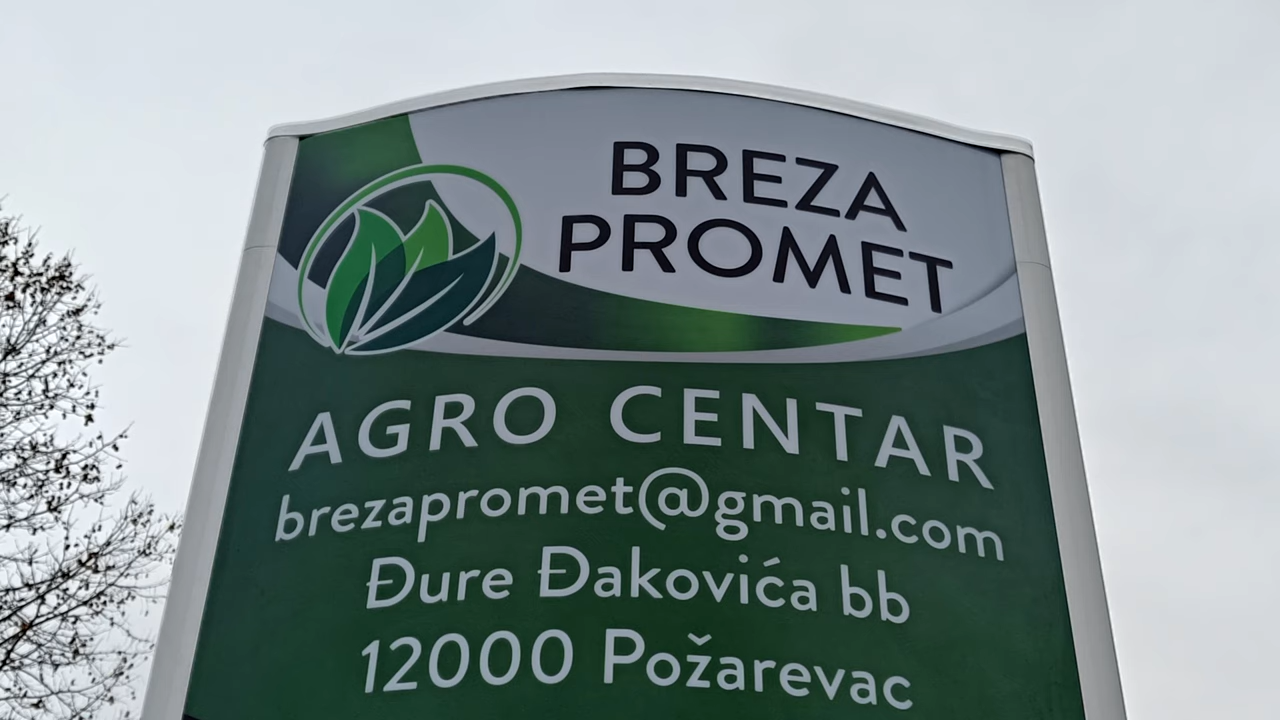 BREZA
PROMET
AGRO CENTAR
brezapromet@gmail.com
Đure Đakovića bb
12000 Požarevac